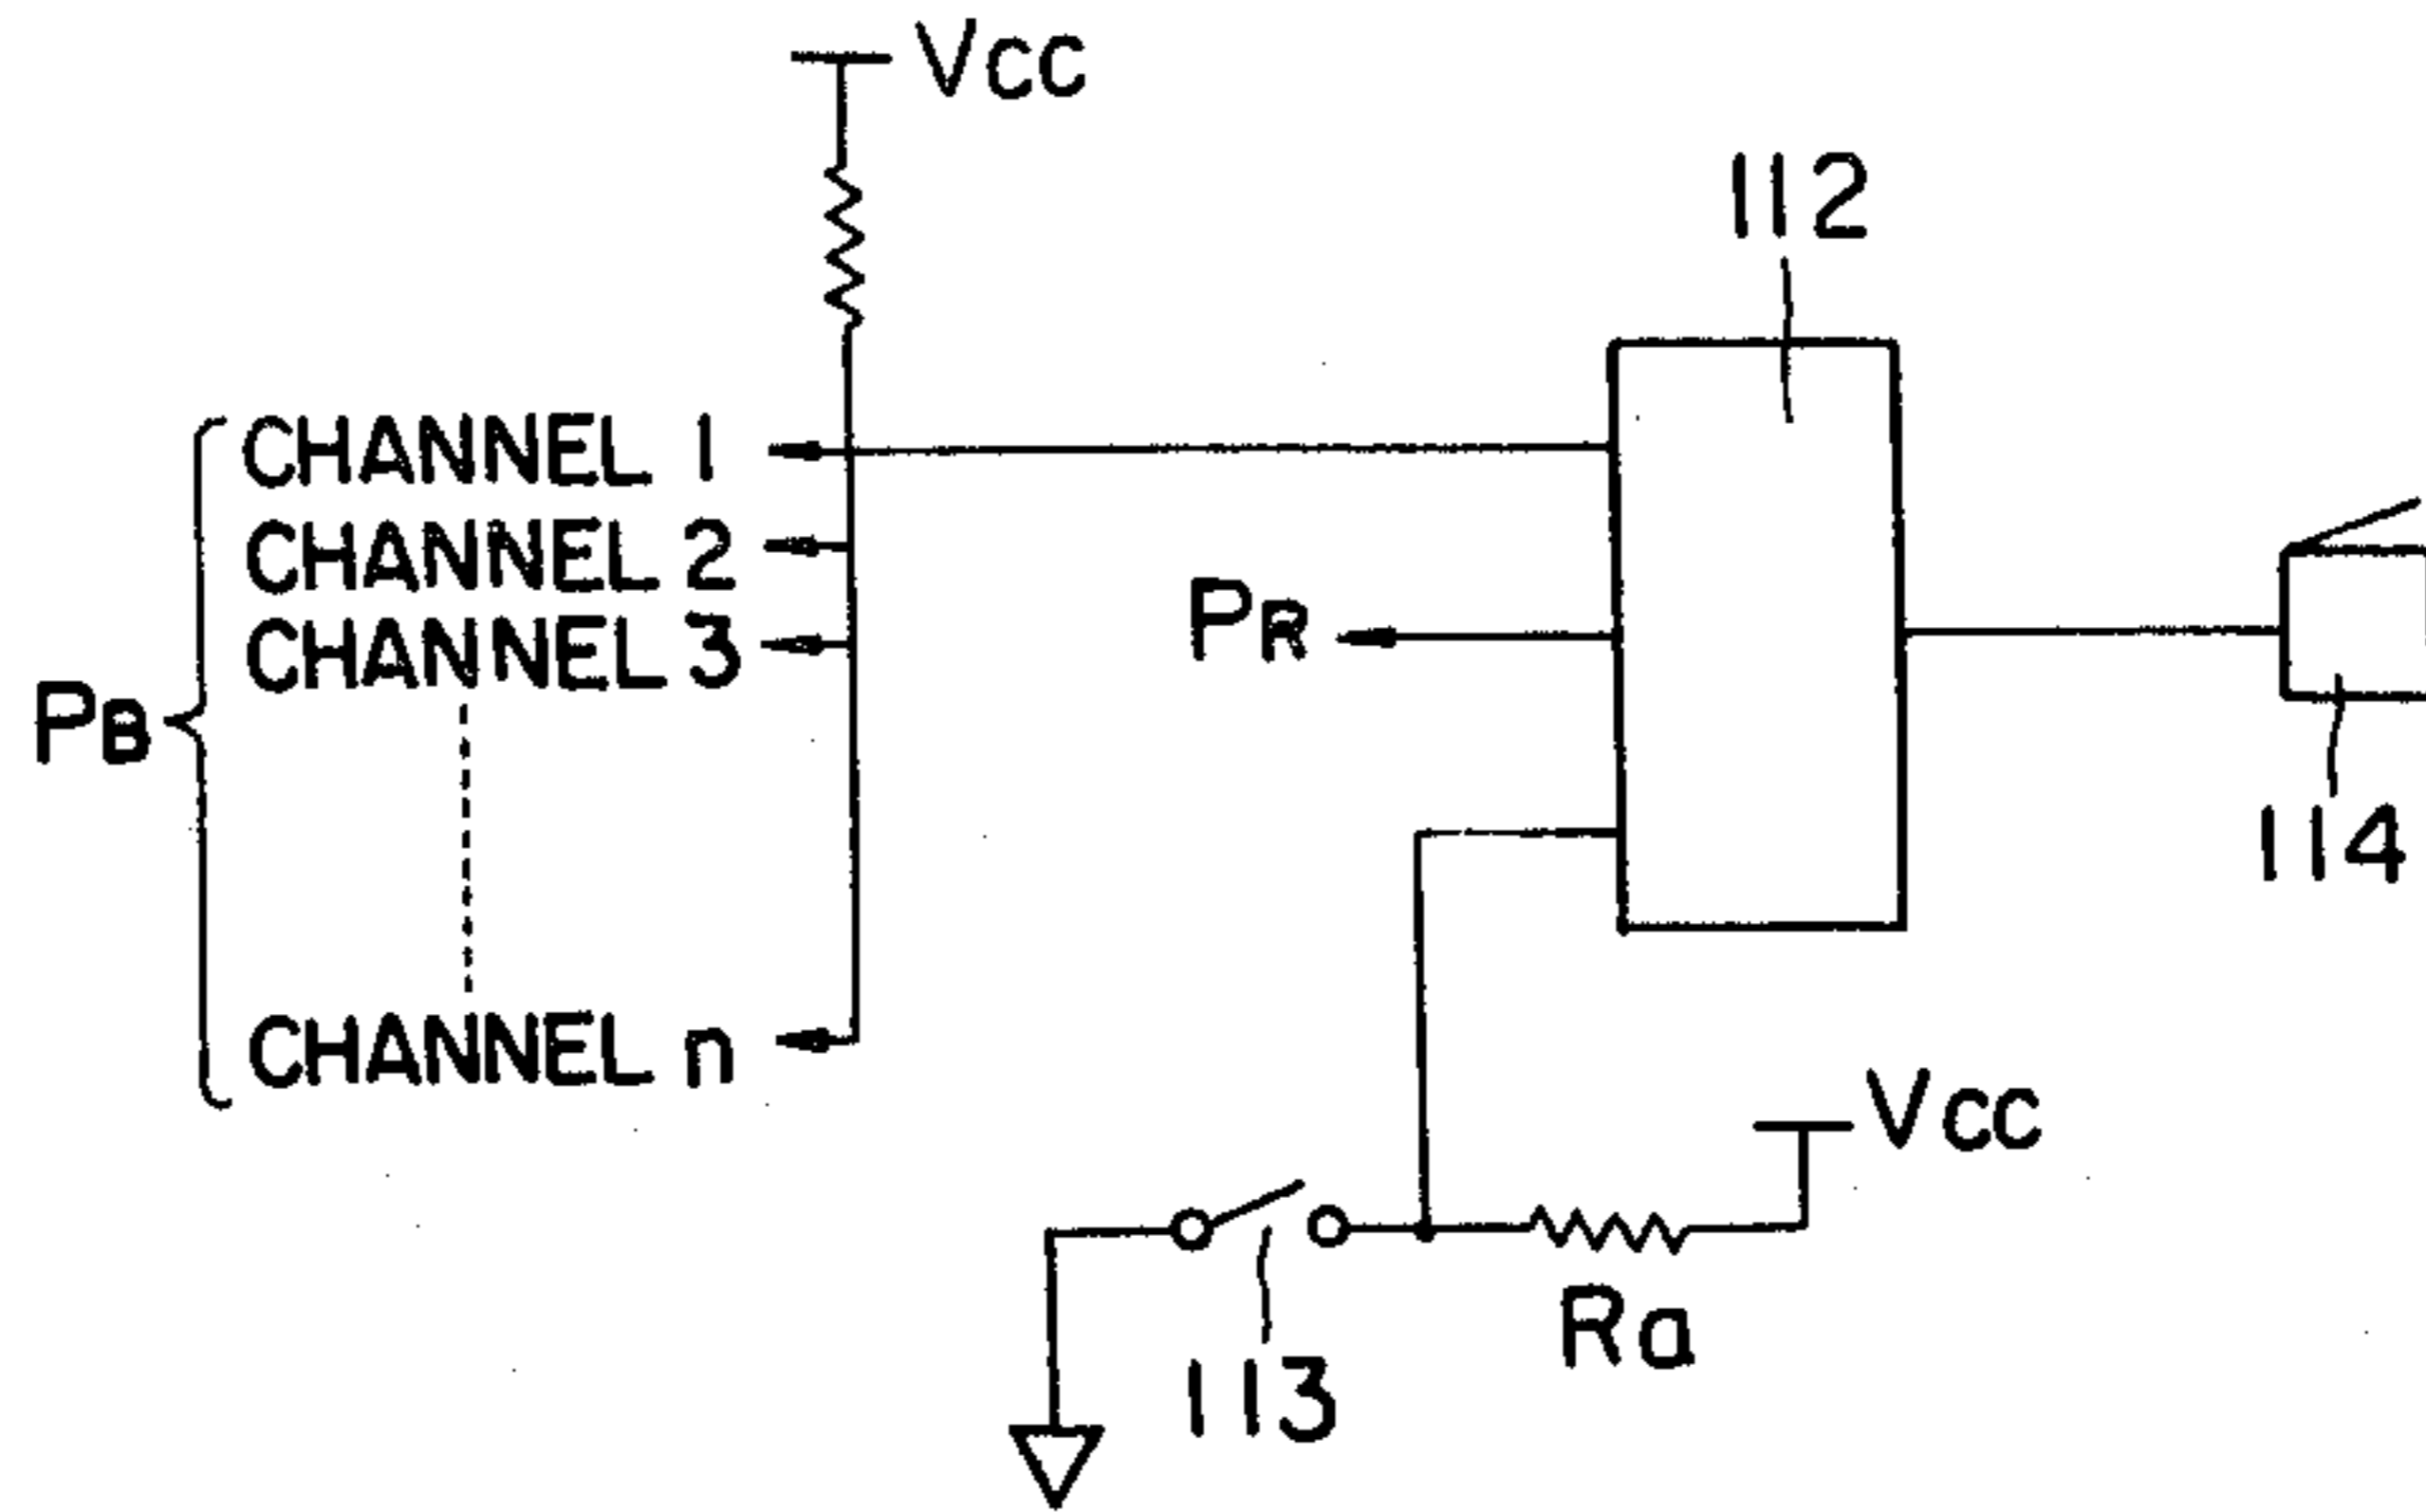 Vcc
112
CHANNEL 1
CHANNEL 2
CHANNEL 3
PR
PB
114
CHANNEL n
Vcc
Ra
113